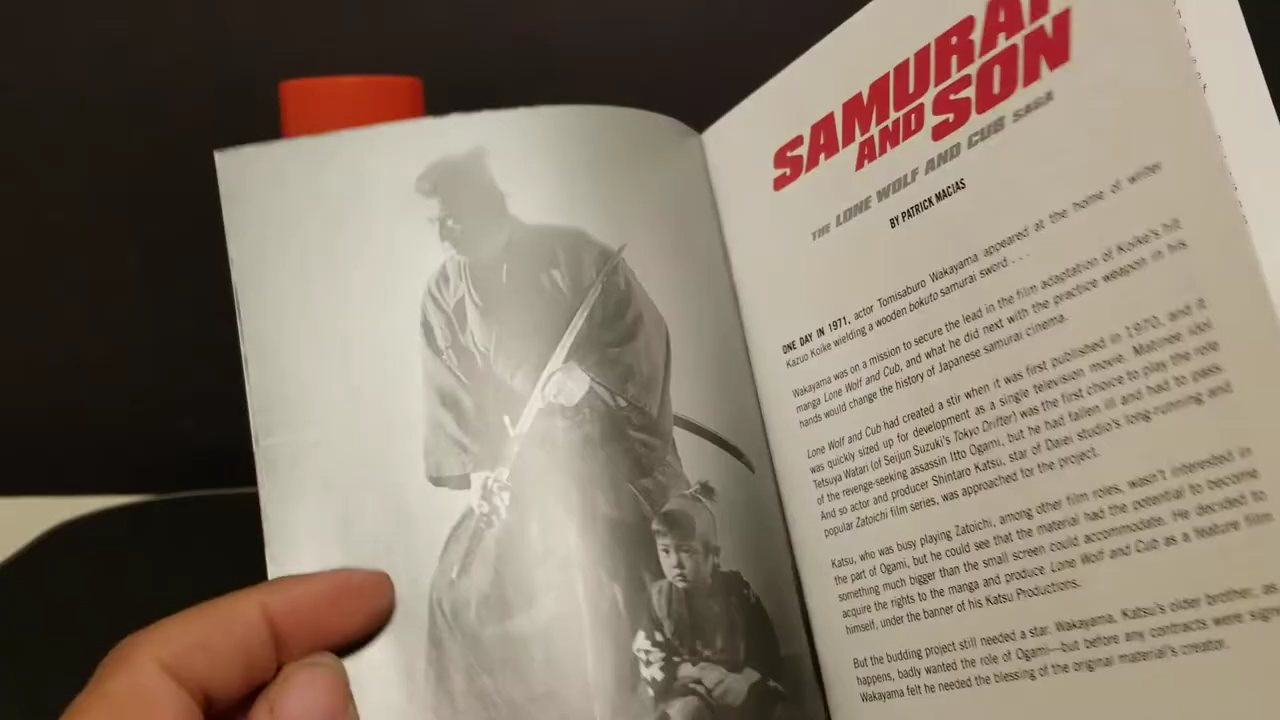 SAMURAI
AND SON
THE LONE WOLF AND CUB SAGA
BY PATRICK MACIAS
ONE DAY IN 1971, actor Tomisaburo Wakayama appeared at the home of writer
Kazuo Koike wielding a wooden bokuto samurai sword . . .
Wakayama was on a mission to secure the lead in the film adaptation of Koike's hit
manga Lone Wolf and Cub, and what he did next with the practice weapon in his
hands would change the history of Japanese samurai cinema.
Lone Wolf and Cub had created a stir when it was first published in 1970, and it
was quickly sized up for development as a single television movie. Matinee idol
Tetsuya Watari (of Seijun Suzuki's Tokyo Drifter) was the first choice to play the role
of the revenge-seeking assassin Itto Ogami, but he had fallen ill and had to pass.
And so actor and producer Shintaro Katsu, star of Daiei studio's long-running and
popular Zatoichi film series, was approached for the project.
Katsu, who was busy playing Zatoichi, among other film roles, wasn't interested in
the part of Ogami, but he could see that the material had the potential to become
something much bigger than the small screen could accommodate. He decided to
acquire the rights to the manga and produce Lone Wolf and Cub as a feature film
himself, under the banner of his Katsu Productions.
But the budding project still needed a star. Wakayama, Katsu's older brother, as
happens, badly wanted the role of Ogami—but before any contracts were sign
Wakayama felt he needed the blessing of the original material's creator.